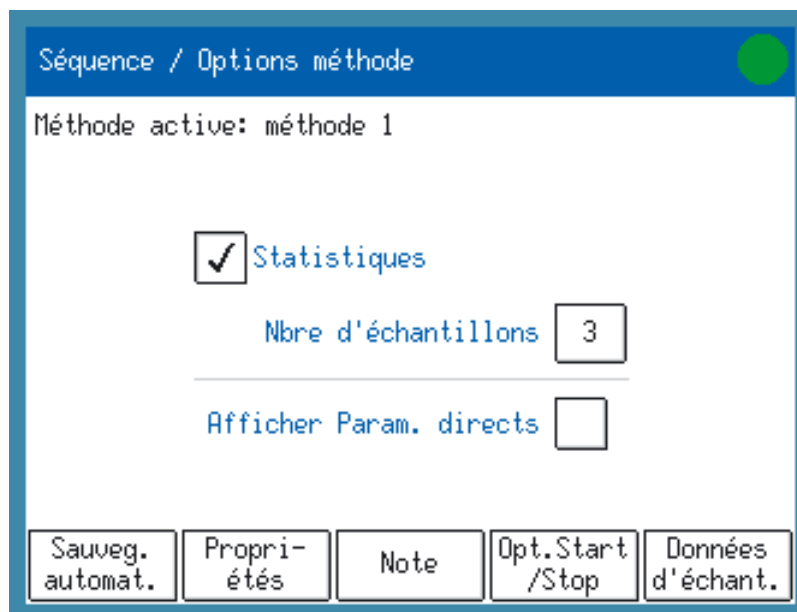 Séquence / Options méthode
Méthode active: méthode 1
✓ Statistiques
Nbre d'échantillons 3
Afficher Param. directs
Sauveg. automat.
Propri-
étés
Note
Opt.Start
/Stop
Données
d'échant.